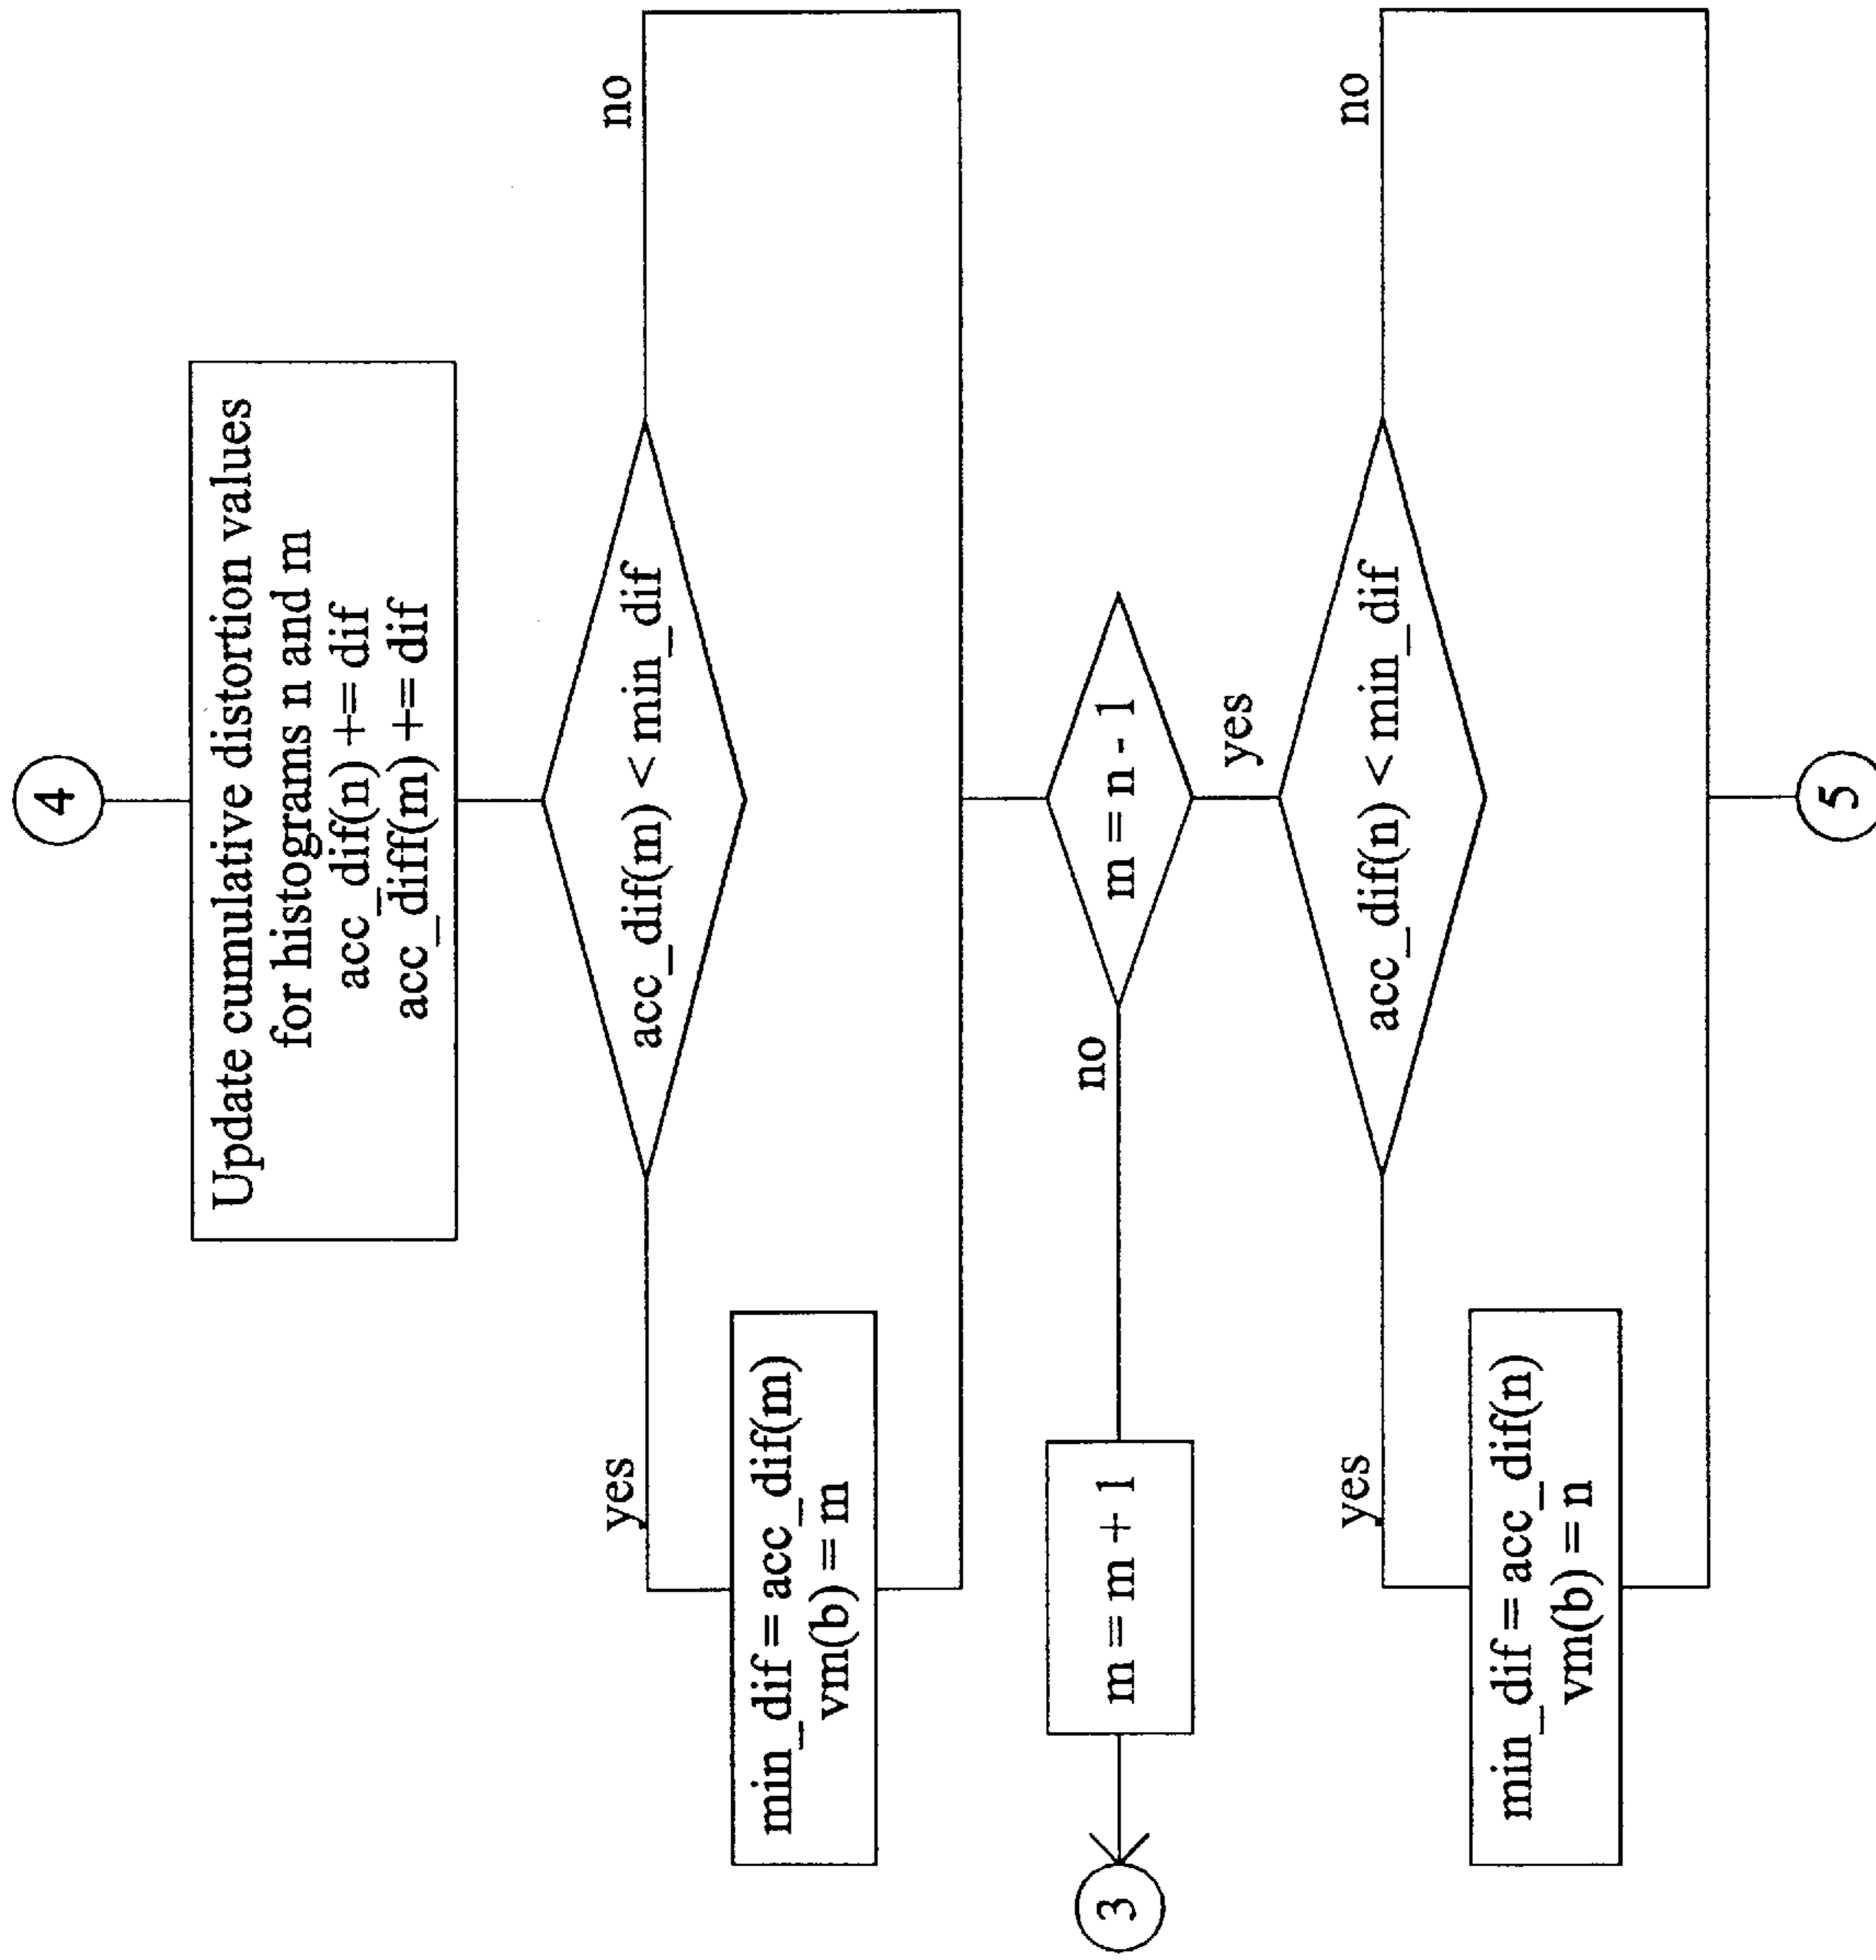 4
Update cumulative distortion values
for histograms n and m
acc_dif(n) += dif
acc_diff(m) += dif
acc_dif(m) < min_dif
yes
no
min_dif = acc_dif(m)
vm(b) = m
m = n - 1
no
yes
m = m + 1
3
acc_dif(n) < min_dif
yes
no
min_dif = acc_dif(n)
vm(b) = n
5